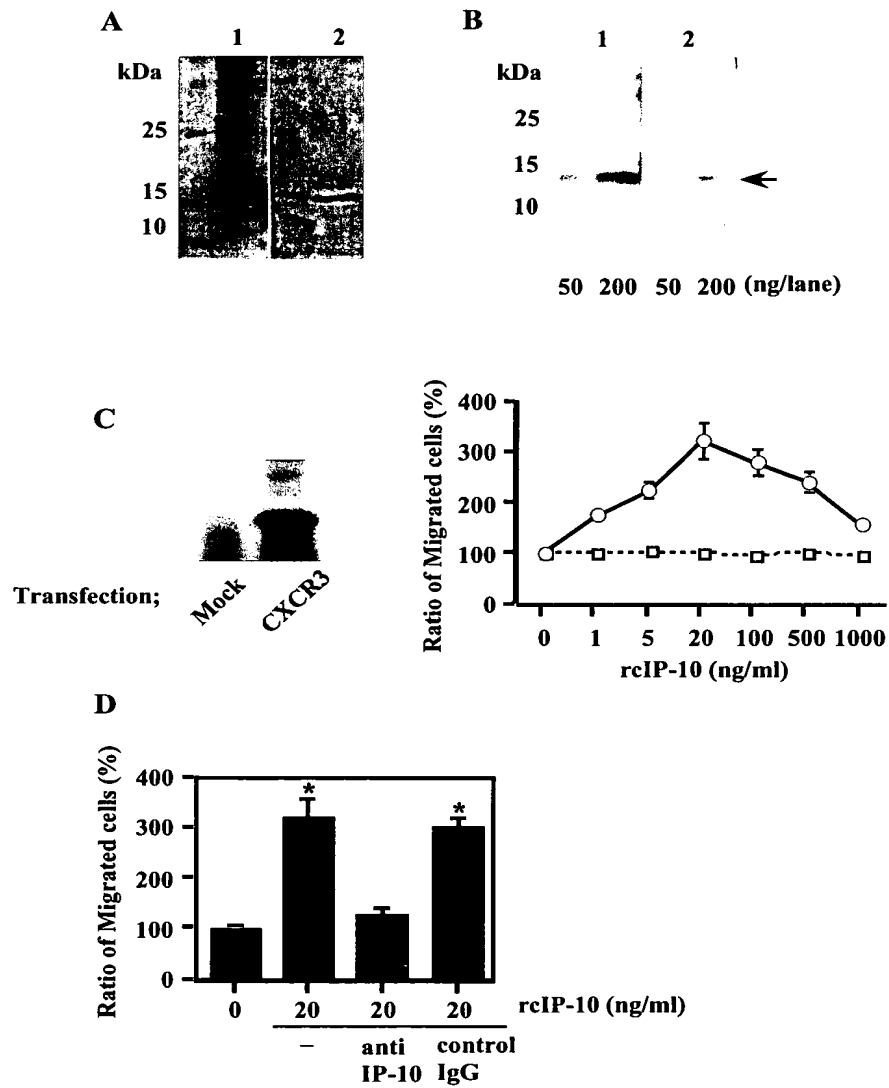 A
1 2
kDa
25
15
10
B
1 2
kDa
25
15
10
50 200 50 200 (ng/lane)
C
Transfection;
Mock
CXCR3
Ratio of Migrated cells (%)
400
300
200
100
0
0 1 5 20 100 500 1000
rcIP-10 (ng/ml)
D
Ratio of Migrated cells (%)
400
300
200
100
0
* *
0 20 20 20 rcIP-10 (ng/ml)
– anti control
IP-10 IgG